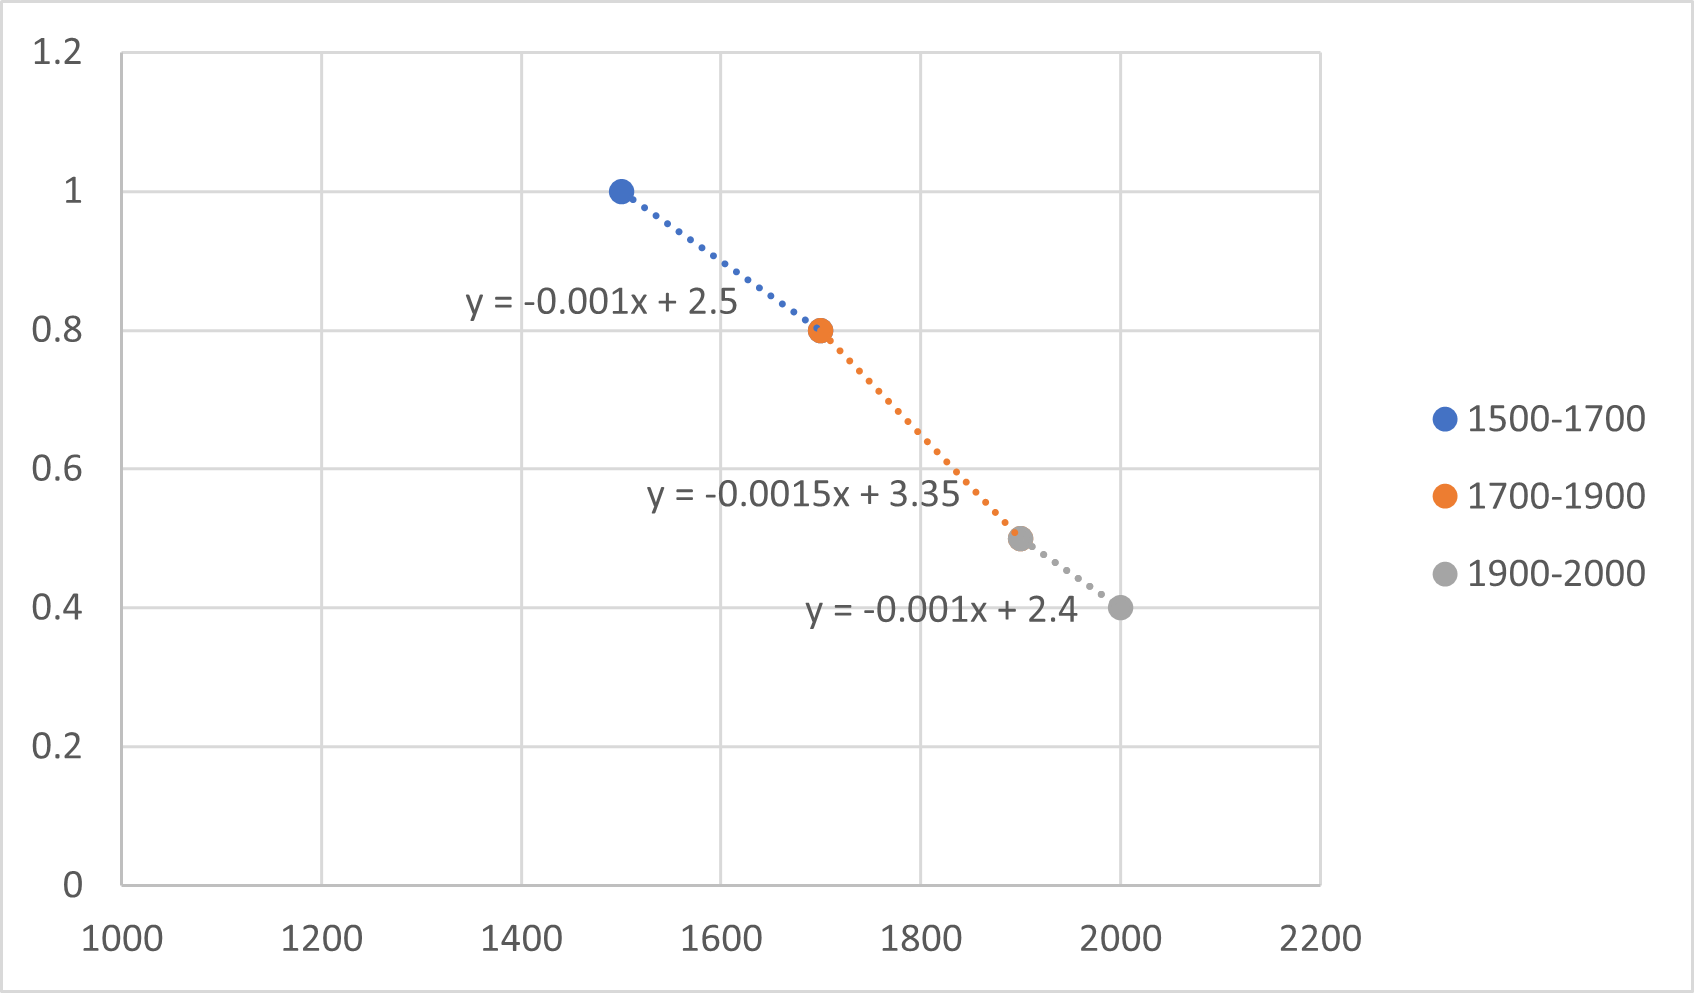 1.2
1
0.8
0.6
0.4
0.2
0
1000 1200 1400 1600 1800 2000 2200
y = -0.001x + 2.5
y = -0.0015x + 3.35
y = -0.001x + 2.4
1500-1700
1700-1900
1900-2000